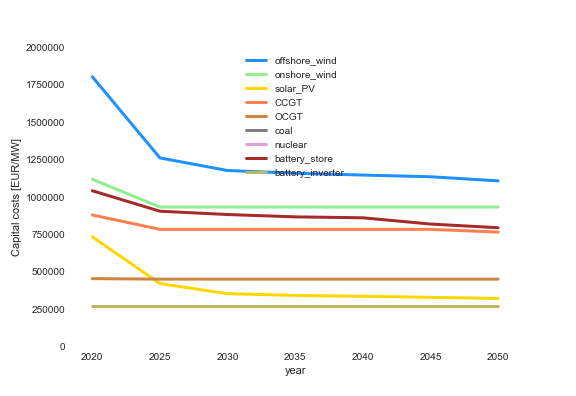 2000000
1750000
1500000
1250000
1000000
750000
500000
250000
0
Capital costs [EUR/MW]
offshore_wind
onshore_wind
solar_PV
CCGT
OCGT
coal
nuclear
battery_store
battery_inverter
2020 2025 2030 2035 2040 2045 2050
year